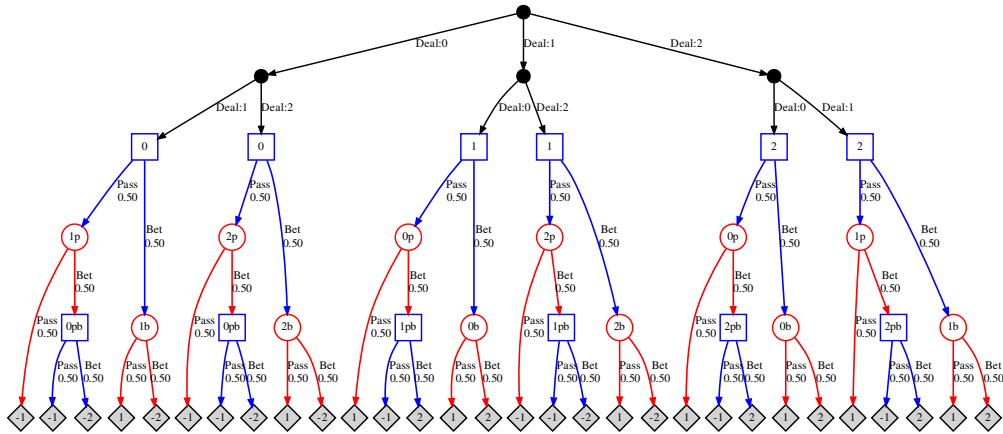 Deal:0 Deal:1 Deal:2
Deal:1 Deal:2 Deal:0 Deal:2 Deal:0 Deal:1
0 0 1 1 2 2
Pass 0.50 Pass 0.50 Pass 0.50 Pass 0.50 Pass 0.50 Pass 0.50
Bet 0.50 Bet 0.50 Bet 0.50 Bet 0.50 Bet 0.50 Bet 0.50
1p 2p 0p 2p 0p 1p
Bet 0.50 Bet 0.50 Bet 0.50 Bet 0.50 Bet 0.50 Bet 0.50
Pass 0.50 Pass 0.50 Pass 0.50 Pass 0.50 Pass 0.50 Pass 0.50
0pb 1b 0pb 2b 1pb 0b 1pb 2b 2pb 0b 2pb 1b
Pass 0.50 Bet 0.50 Pass 0.50 Bet 0.50 Pass 0.50 Bet 0.50 Pass 0.50 Bet 0.50 Pass 0.50 Bet 0.50 Pass 0.50 Bet 0.50 Pass 0.50 Bet 0.50 Pass 0.50 Bet 0.50 Pass 0.50 Bet 0.50 Pass 0.50 Bet 0.50 Pass 0.50 Bet 0.50 Pass 0.50 Bet 0.50
-1 -1 -2 1 -2 -1 -1 -2 1 -2 1 -1 2 1 2 -1 -1 -2 1 -2 1 -1 2 1 2 1 -1 2 1 2